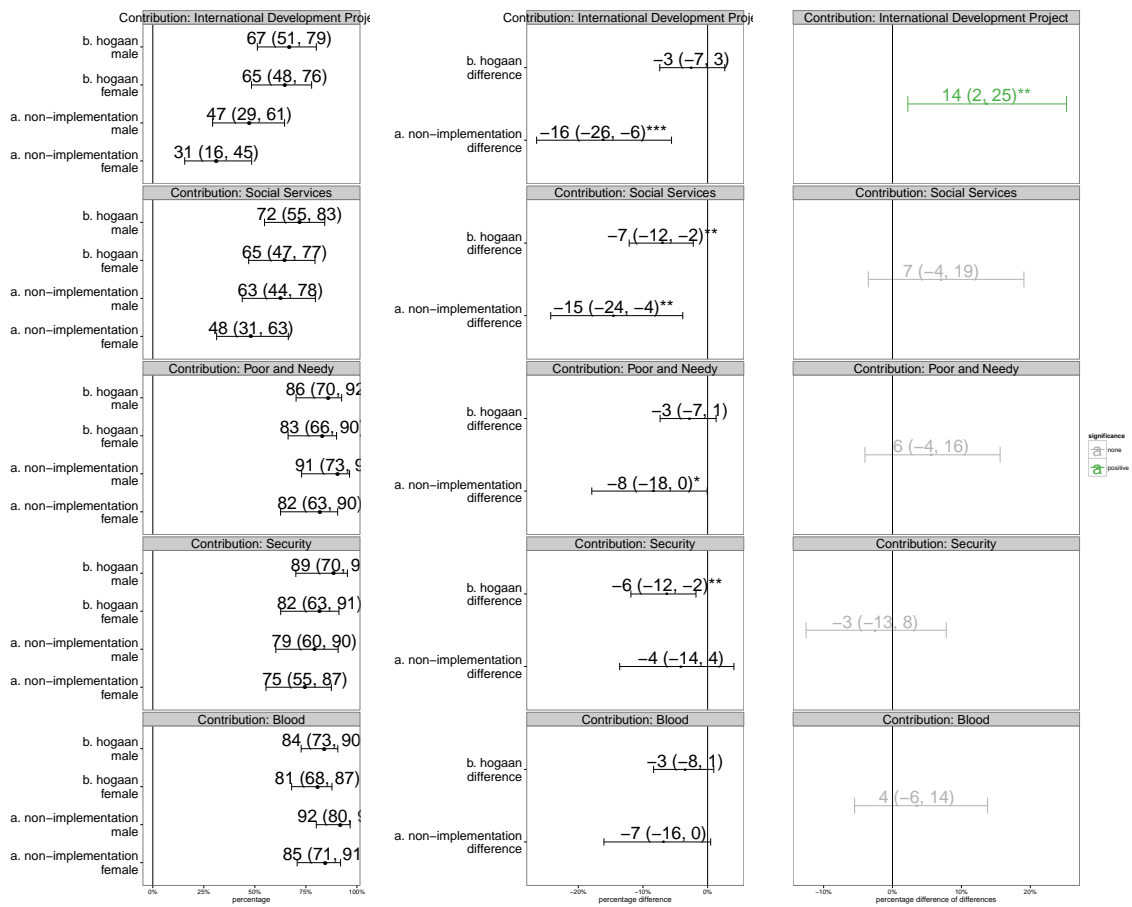 Contribution: International Development Proje
b. hogaan
male
67 (51, 79)
b. hogaan
female
65 (48, 76)
a. non−implementation
male
47 (29, 61)
a. non−implementation
female
31 (16, 45)
Contribution: Social Services
b. hogaan
male
72 (55, 83)
b. hogaan
female
65 (47, 77)
a. non−implementation
male
63 (44, 78)
a. non−implementation
female
48 (31, 63)
Contribution: Poor and Needy
b. hogaan
male
86 (70, 92
b. hogaan
female
83 (66, 90)
a. non−implementation
male
91 (73, 9
a. non−implementation
female
82 (63, 90)
Contribution: Security
b. hogaan
male
89 (70, 9
b. hogaan
female
82 (63, 91)
a. non−implementation
male
79 (60, 90)
a. non−implementation
female
75 (55, 87)
Contribution: Blood
b. hogaan
male
84 (73, 90
b. hogaan
female
81 (68, 87)
a. non−implementation
male
92 (80, 9
a. non−implementation
female
85 (71, 91
0% 25% 50% 75% 100%
percentage
Contribution: International Development Proje
b. hogaan
difference
−3 (−7, 3)
a. non−implementation
difference
−16 (−26, −6)***
Contribution: Social Services
b. hogaan
difference
−7 (−12, −2)**
a. non−implementation
difference
−15 (−24, −4)**
Contribution: Poor and Needy
b. hogaan
difference
−3 (−7, 1)
a. non−implementation
difference
−8 (−18, 0)*
Contribution: Security
b. hogaan
difference
−6 (−12, −2)**
a. non−implementation
difference
−4 (−14, 4)
Contribution: Blood
b. hogaan
difference
−3 (−8, 1)
a. non−implementation
difference
−7 (−16, 0)
−20% −10% 0%
percentage difference
Contribution: International Development Project
14 (2, 25)**
Contribution: Social Services
7 (−4, 19)
Contribution: Poor and Needy
6 (−4, 16)
Contribution: Security
−3 (−13, 8)
Contribution: Blood
4 (−6, 14)
−10% 0% 10% 20%
percentage difference of differences
significance
a none
a positive